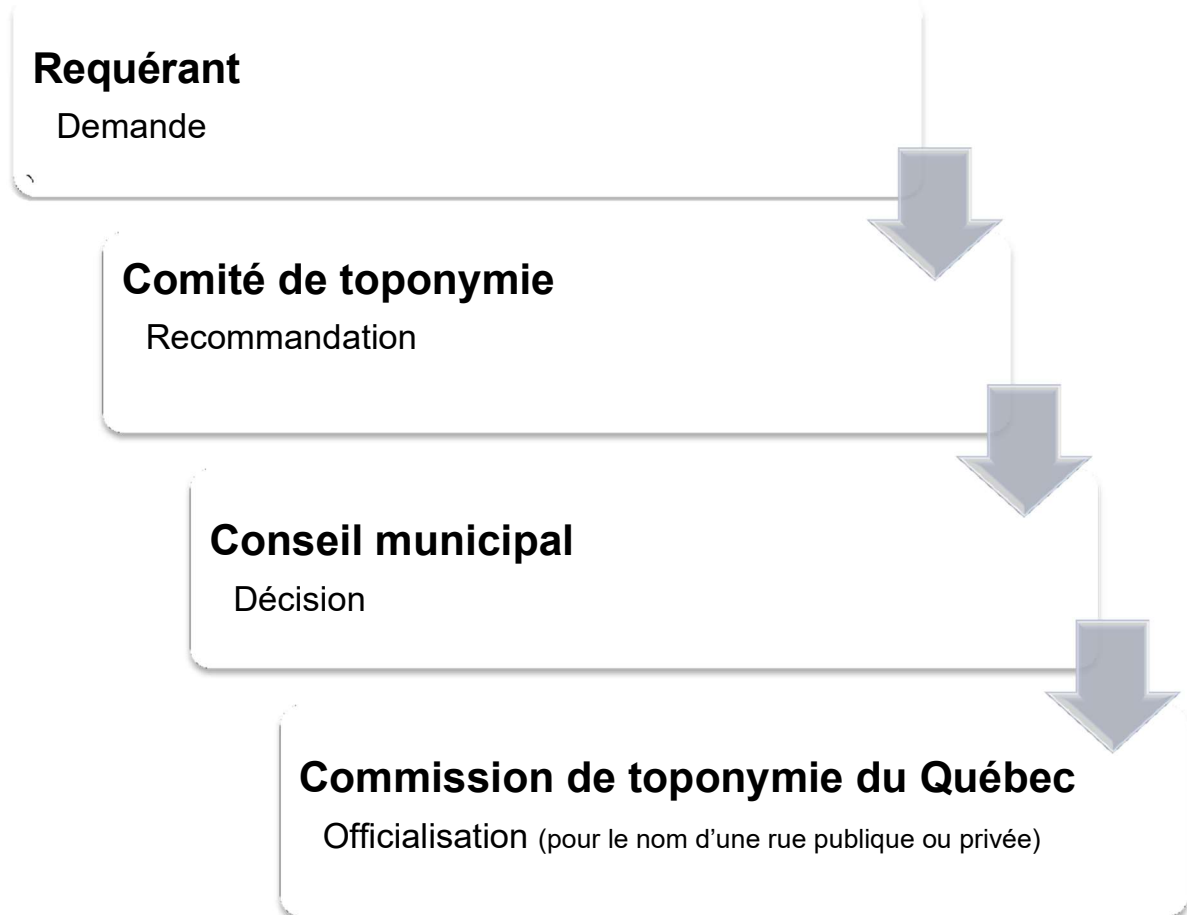 Requérant
Demande
Comité de toponymie
Recommandation
Conseil municipal
Décision
Commission de toponymie du Québec
Officialisation (pour le nom d’une rue publique ou privée)